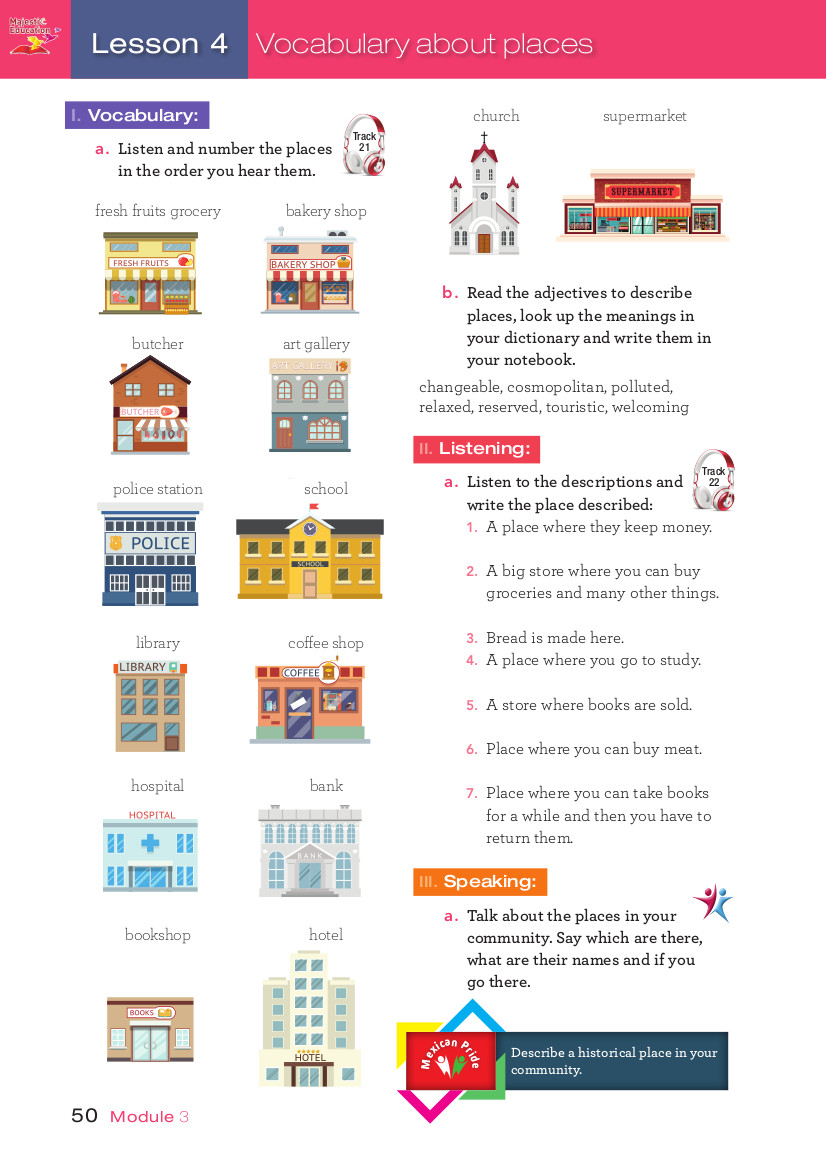 Majestic
Education
Lesson 4
Vocabulary about places
I. Vocabulary:
a. Listen and number the places
in the order you hear them.
Track
21
fresh fruits grocery
bakery shop
FRESH FRUITS
BAKERY SHOP
butcher
art gallery
BUTCHER
ART GALLERY
police station
school
POLICE
SCHOOL
library
coffee shop
LIBRARY
COFFEE
hospital
bank
HOSPITAL
BANK
bookshop
hotel
BOOKS
HOTEL
church
supermarket
SUPERMARKET
b. Read the adjectives to describe
places, look up the meanings in
your dictionary and write them in
your notebook.
changeable, cosmopolitan, polluted,
relaxed, reserved, touristic, welcoming
II. Listening:
a. Listen to the descriptions and
write the place described:
Track
22
1. A place where they keep money.
2. A big store where you can buy
groceries and many other things.
3. Bread is made here.
4. A place where you go to study.
5. A store where books are sold.
6. Place where you can buy meat.
7. Place where you can take books
for a while and then you have to
return them.
III. Speaking:
a. Talk about the places in your
community. Say which are there,
what are their names and if you
go there.
Mexican Pride
Describe a historical place in your
community.
50 Module 3